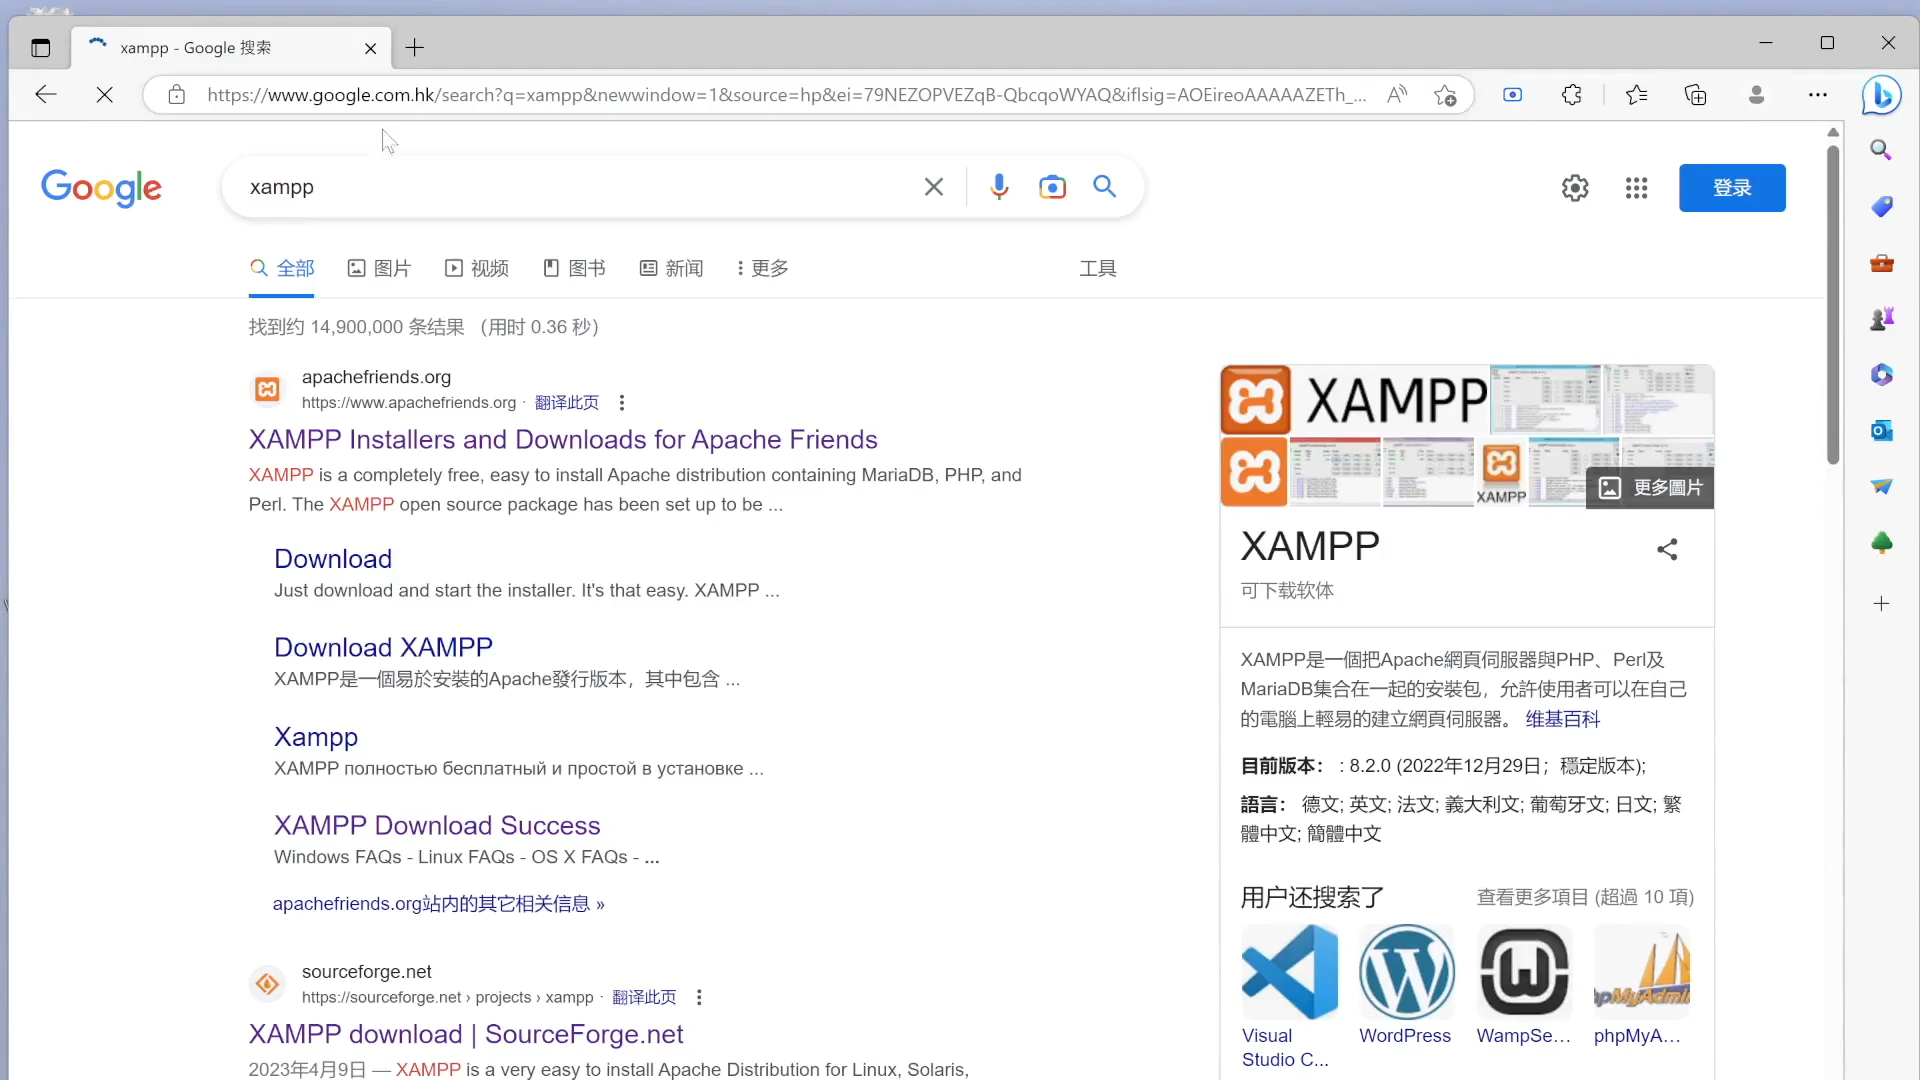 xampp - Google 搜索
https://www.google.com.hk/search?q=xampp&newwindow=1&source=hp&ei=79NEZOPVEZqB-QbcqoWYAQ&iflsig=AOEireoAAAAAZETh_...
Google
xampp
登录
全部
图片
视频
图书
新闻
更多
工具
找到约 14,900,000 条结果 （用时 0.36 秒）
apachefriends.org
https://www.apachefriends.org · 翻译此页
XAMPP Installers and Downloads for Apache Friends
XAMPP is a completely free, easy to install Apache distribution containing MariaDB, PHP, and
Perl. The XAMPP open source package has been set up to be ...
Download
Just download and start the installer. It's that easy. XAMPP ...
Download XAMPP
XAMPP是一個易於安裝的Apache發行版本，其中包含 ...
Xampp
XAMPP полностью бесплатный и простой в установке ...
XAMPP Download Success
Windows FAQs - Linux FAQs - OS X FAQs - ...
apachefriends.org站内的其它相关信息 »
sourceforge.net
https://sourceforge.net › projects › xampp · 翻译此页
XAMPP download | SourceForge.net
2023年4月9日 — XAMPP is a very easy to install Apache Distribution for Linux, Solaris,
XAMPP
XAMPP
更多圖片
XAMPP
可下载软体
XAMPP是一個把Apache網頁伺服器與PHP、Perl及
MariaDB集合在一起的安裝包，允許使用者可以在自己
的電腦上輕易的建立網頁伺服器。 维基百科
目前版本： : 8.2.0 (2022年12月29日；穩定版本);
語言： 德文; 英文; 法文; 義大利文; 葡萄牙文; 日文; 繁
體中文; 簡體中文
用户还搜索了
查看更多項目 (超過 10 項)
phpMyAdmin
Visual
Studio C...
WordPress
WampSe...
phpMyA...